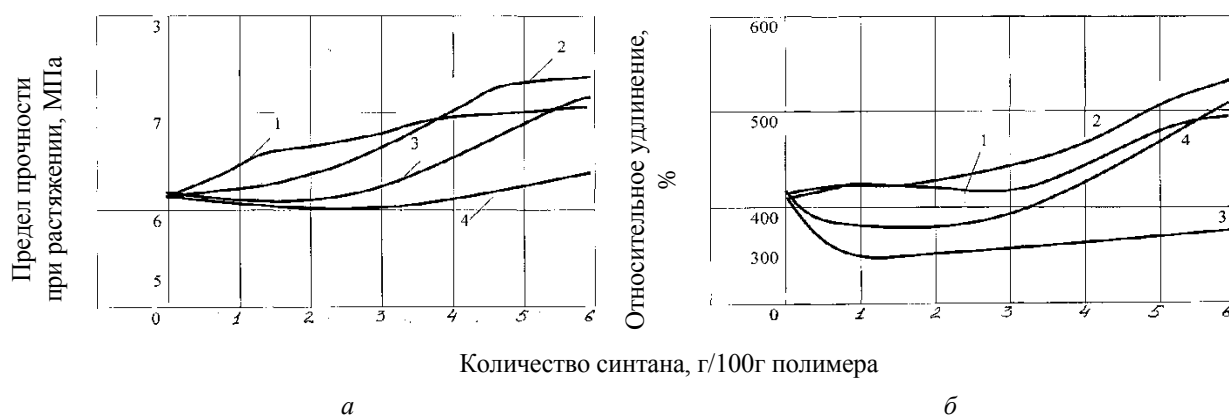 Предел прочности
при растяжении, МПа
3
7
6
5
1
2
3
4
0 1 2 3 4 5 6
Относительное удлинение,
%
600
500
400
300
1
2
4
3
0 1 2 3 4 5 6
Количество синтана, г/100г полимера
а
б